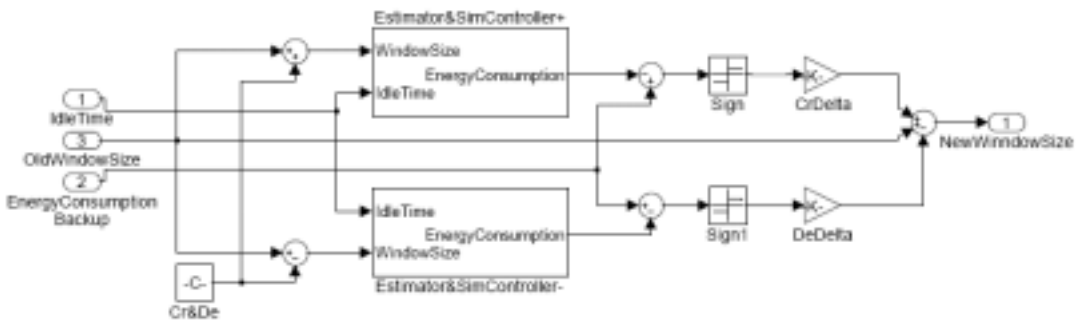 Estimator&SimController+
WindowSize
EnergyConsumption
IdleTime
Sign
CrDelta
1
IdleTime
3
OldWindowSize
2
EnergyConsumption
Backup
1
NewWinndowSize
IdleTime
EnergyConsumption
WindowSize
Estimator&SimController-
Sign1
DeDelta
-C-
Cr&De